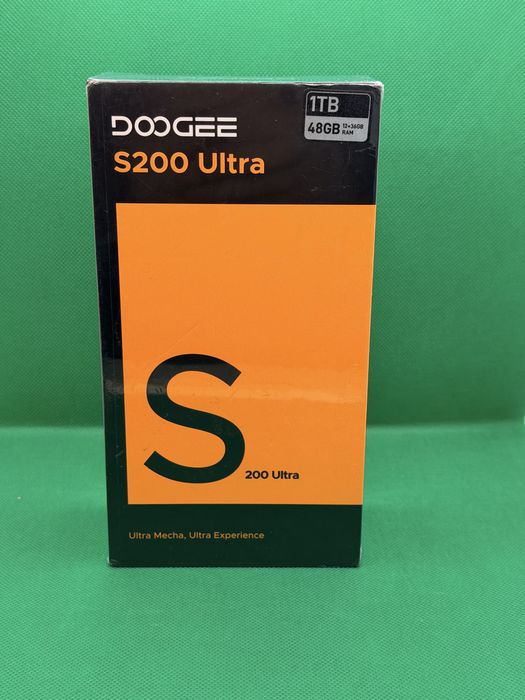 DOOGEE
S200 Ultra
1TB
48GB 12+36GB RAM
S
200 Ultra
Ultra Mecha, Ultra Experience